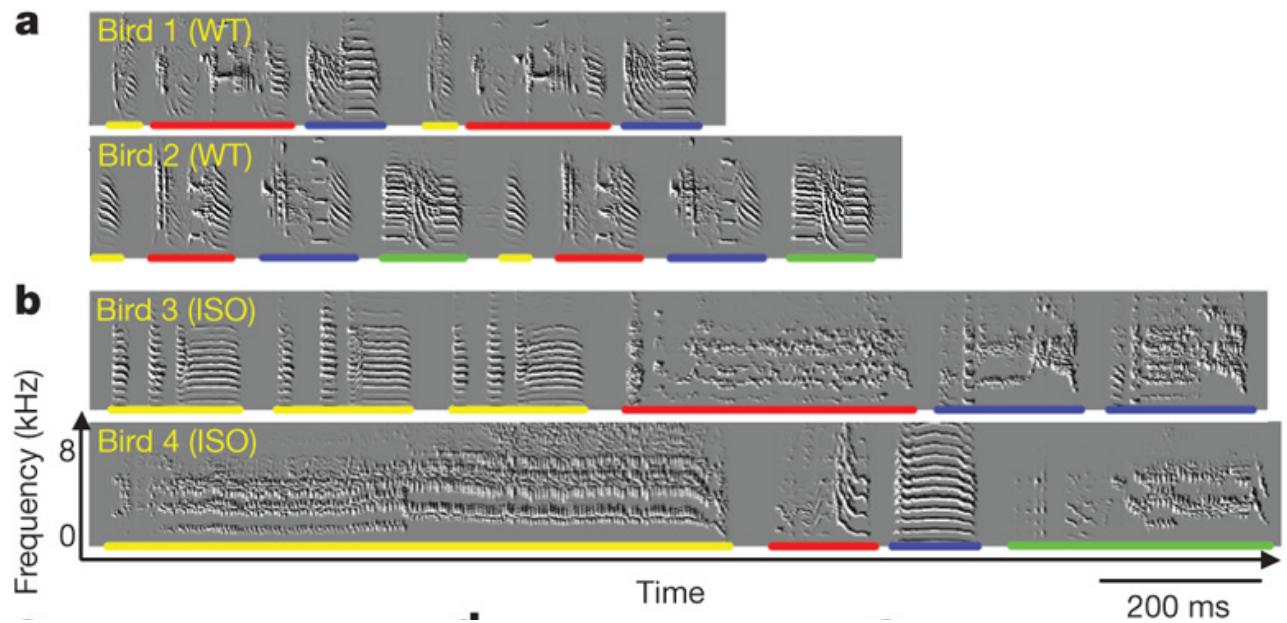 a
Bird 1 (WT)
Bird 2 (WT)
b
Bird 3 (ISO)
Bird 4 (ISO)
Frequency (kHz)
8
0
Time
200 ms